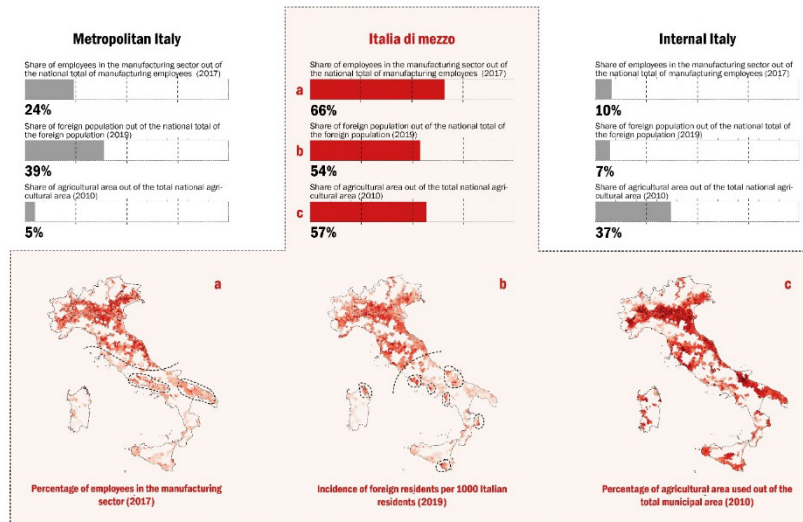 Metropolitan Italy
Share of employees in the manufacturing sector out of
the national total of manufacturing employees (2017)
24%
Share of foreign population out of the national total of
the foreign population (2019)
39%
Share of agricultural area out of the total national agri-
cultural area (2010)
5%
Italia di mezzo
Share of employees in the manufacturing sector out of
the national total of manufacturing employees (2017)
a
66%
Share of foreign population out of the national total of
the foreign population (2019)
b
54%
Share of agricultural area out of the total national agri-
cultural area (2010)
c
57%
Internal Italy
Share of employees in the manufacturing sector out of
the national total of manufacturing employees (2017)
10%
Share of foreign population out of the national total of
the foreign population (2019)
7%
Share of agricultural area out of the total national agri-
cultural area (2010)
37%
a
Percentage of employees in the manufacturing
sector (2017)
b
Incidence of foreign residents per 1000 Italian
residents (2019)
c
Percentage of agricultural area used out of the
total municipal area (2010)